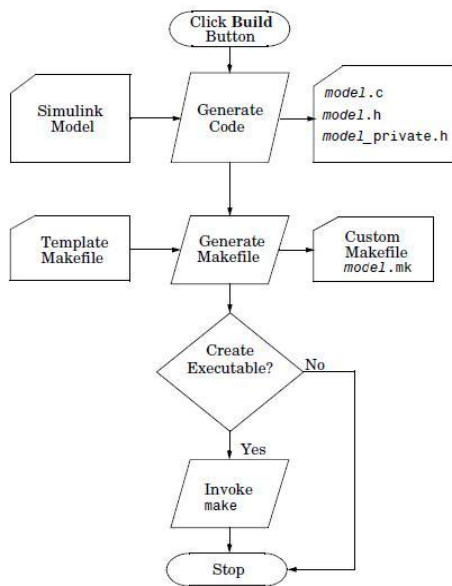 Click Build
Button
Simulink
Model
Generate
Code
model.c
model.h
model_private.h
Template
Makefile
Generate
Makefile
Custom
Makefile
model.mk
Create
Executable?
No
Yes
Invoke
make
Stop